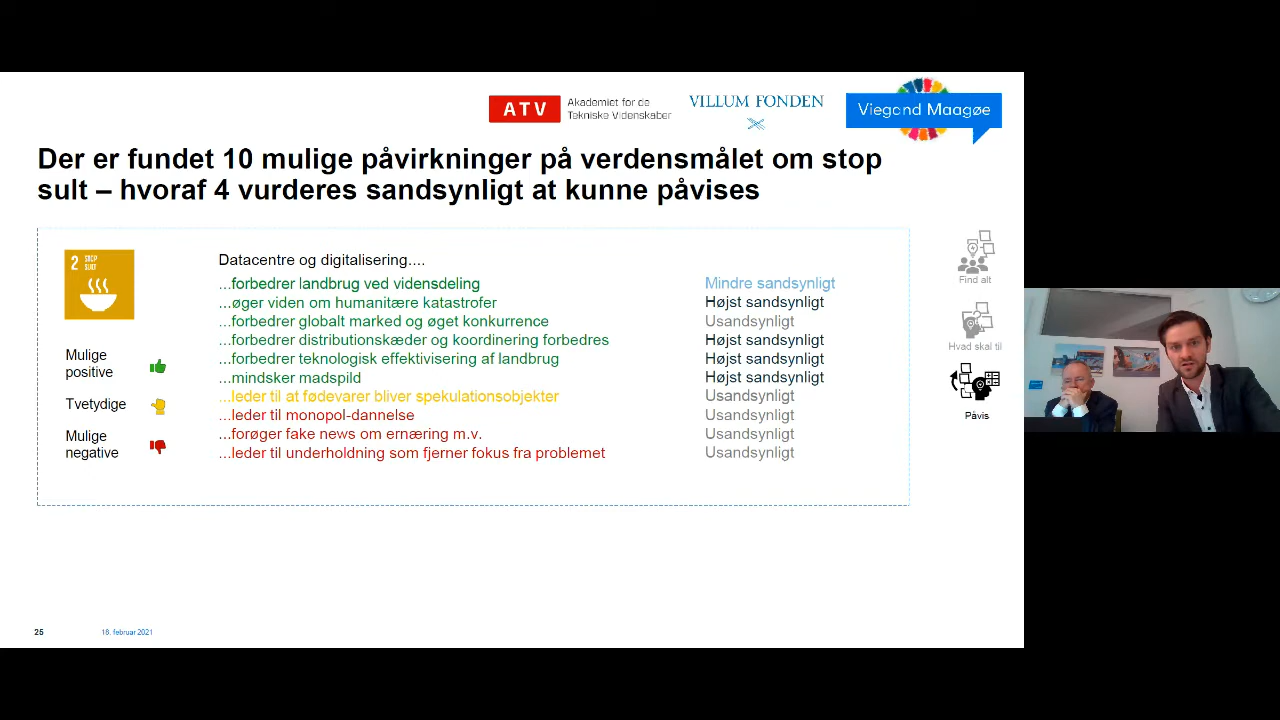 ATV
Akademiet for de
Tekniske Videnskaber
VILLUM FONDEN
Viegand Maagøe
Der er fundet 10 mulige påvirkninger på verdensmålet om stop
sult – hvoraf 4 vurderes sandsynligt at kunne påvises
2 STOP
SULT
Datacentre og digitalisering....
...forbedrer landbrug ved vidensdeling Mindre sandsynligt
...øger viden om humanitære katastrofer Højst sandsynligt
...forbedrer globalt marked og øget konkurrence Usandsynligt
...forbedrer distributionskæder og koordinering forbedres Højst sandsynligt
...forbedrer teknologisk effektivisering af landbrug Højst sandsynligt
...mindsker madspild Højst sandsynligt
...leder til at fødevarer bliver spekulationsobjekter Usandsynligt
...leder til monopol-dannelse Usandsynligt
...forøger fake news om ernæring m.v. Usandsynligt
...leder til underholdning som fjerner fokus fra problemet Usandsynligt
Mulige
positive
Tvetydige
Mulige
negative
Find alt
Hvad skal til
Påvis
25
18. februar 2021